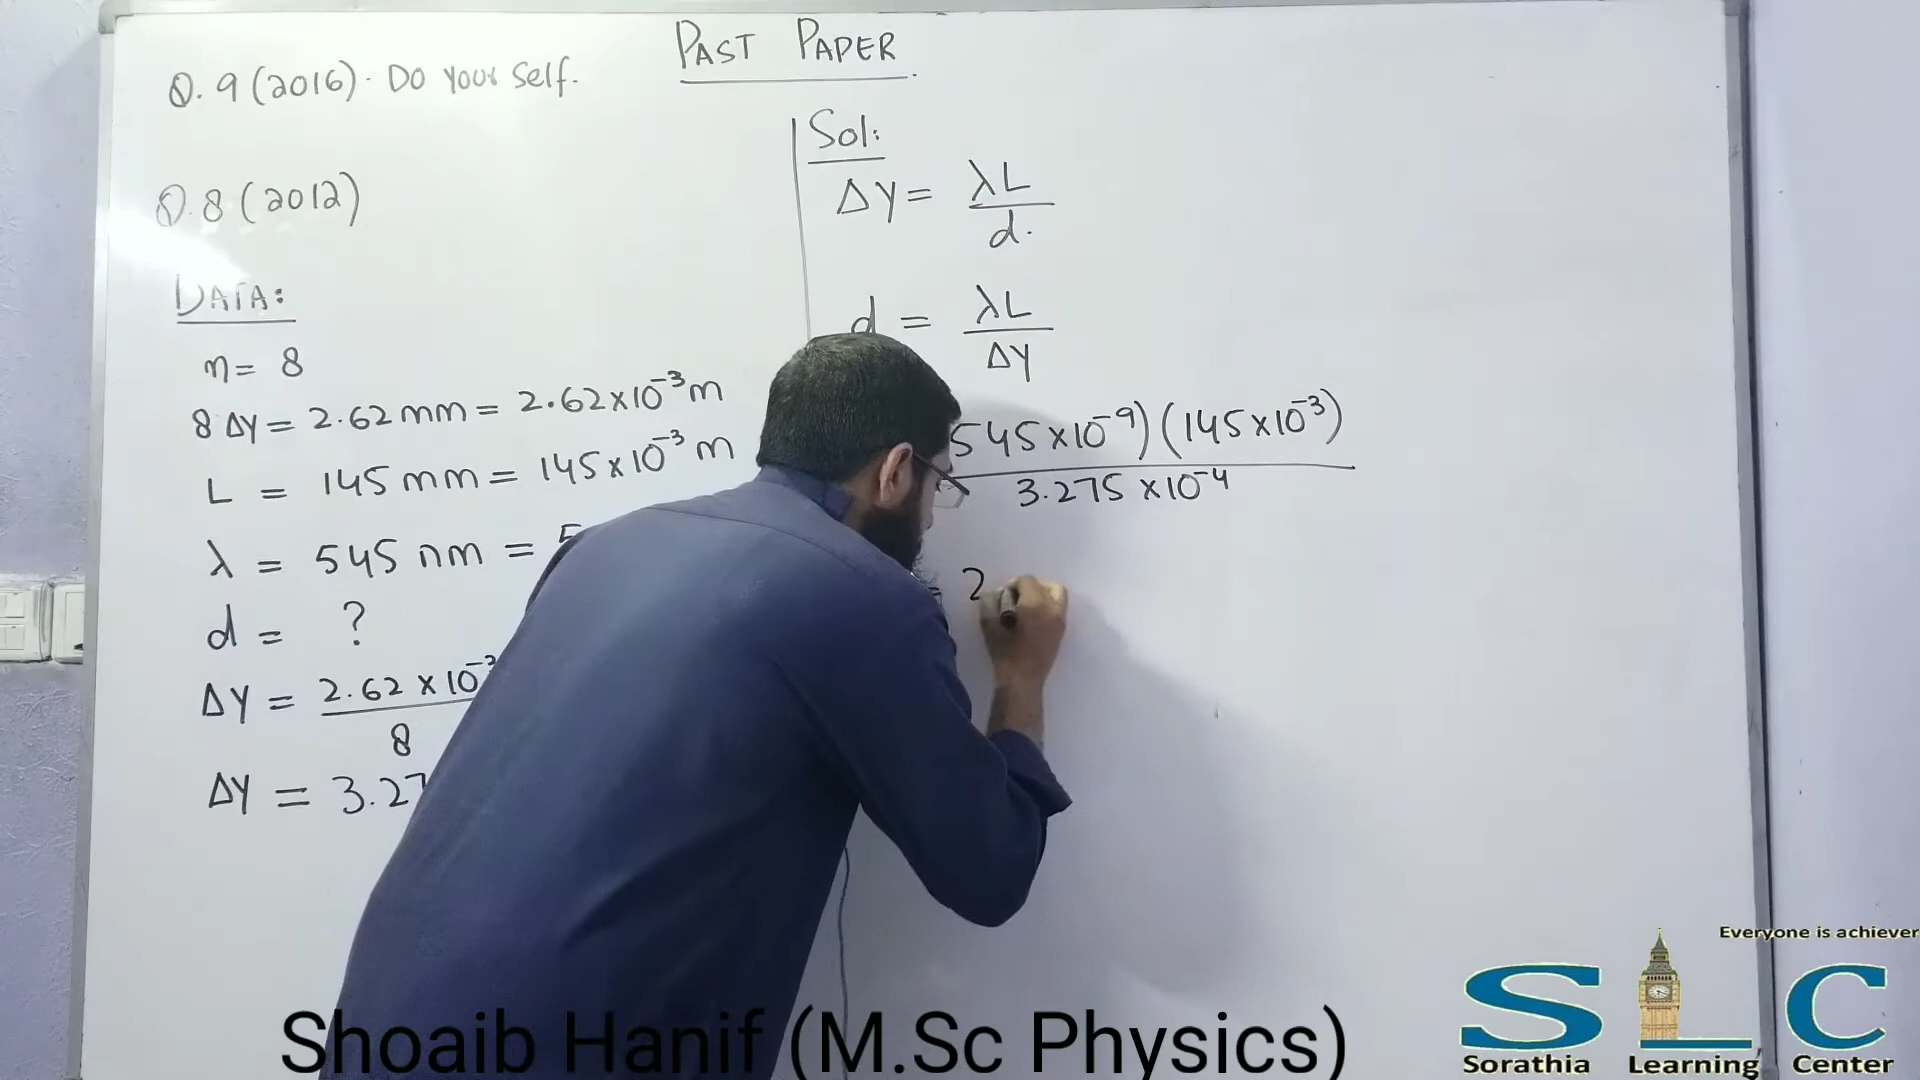 PAST PAPER
Q. 9 (2016). Do Your Self.
Q. 8 (2012)
DATA:
n = 8
8 ΔY = 2.62 mm = 2.62 × 10⁻³ m
L = 145 mm = 145 × 10⁻³ m
λ = 545 nm = 5
d = ?
ΔY = 2.62 × 10⁻³ / 8
ΔY = 3.27
Sol:
ΔY = λL / d.
d = λL / ΔY
545 × 10⁻⁹) (145 × 10⁻³) / 3.275 × 10⁻⁴
= 2
Shoaib Hanif (M.Sc Physics)
Everyone is achiever
SLC
Sorathia Learning Center